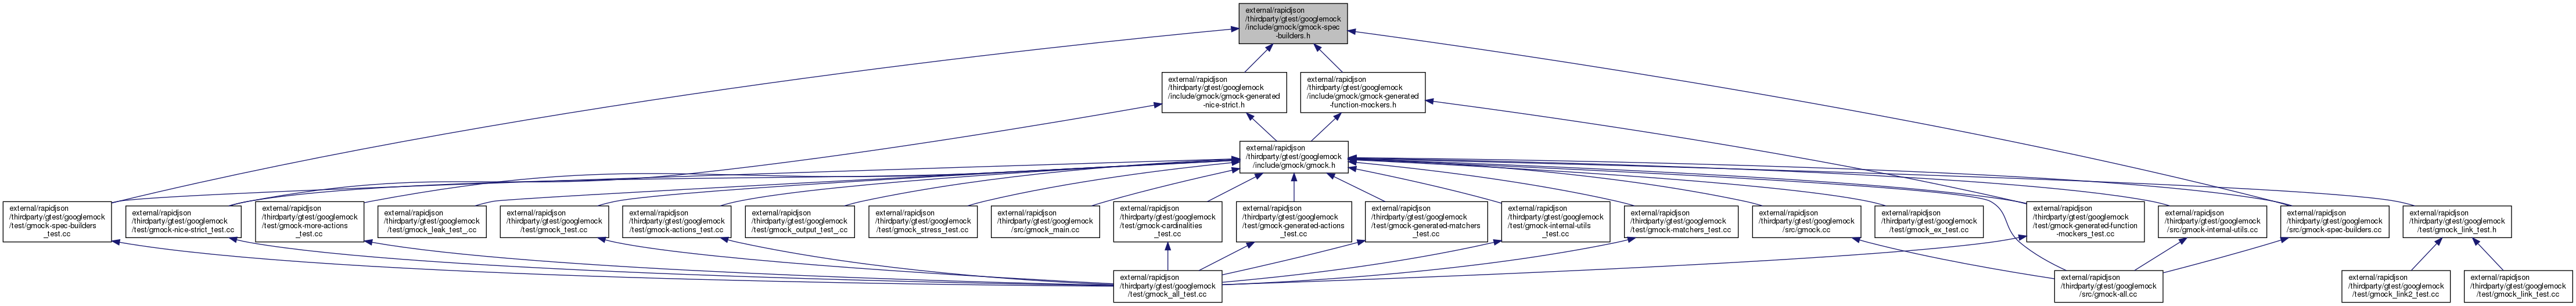 external/rapidjson
/thirdparty/gtest/googlemock
/include/gmock/gmock-spec
-builders.h
external/rapidjson
/thirdparty/gtest/googlemock
/include/gmock/gmock-generated
-nice-strict.h
external/rapidjson
/thirdparty/gtest/googlemock
/include/gmock/gmock-generated
-function-mockers.h
external/rapidjson
/thirdparty/gtest/googlemock
/include/gmock/gmock.h
external/rapidjson
/thirdparty/gtest/googlemock
/test/gmock-spec-builders
_test.cc
external/rapidjson
/thirdparty/gtest/googlemock
/test/gmock-nice-strict_test.cc
external/rapidjson
/thirdparty/gtest/googlemock
/test/gmock-more-actions
_test.cc
external/rapidjson
/thirdparty/gtest/googlemock
/test/gmock_leak_test_.cc
external/rapidjson
/thirdparty/gtest/googlemock
/test/gmock_test.cc
external/rapidjson
/thirdparty/gtest/googlemock
/test/gmock-actions_test.cc
external/rapidjson
/thirdparty/gtest/googlemock
/test/gmock_output_test_.cc
external/rapidjson
/thirdparty/gtest/googlemock
/test/gmock_stress_test.cc
external/rapidjson
/thirdparty/gtest/googlemock
/src/gmock_main.cc
external/rapidjson
/thirdparty/gtest/googlemock
/test/gmock-cardinalities
_test.cc
external/rapidjson
/thirdparty/gtest/googlemock
/test/gmock-generated-actions
_test.cc
external/rapidjson
/thirdparty/gtest/googlemock
/test/gmock-generated-matchers
_test.cc
external/rapidjson
/thirdparty/gtest/googlemock
/test/gmock-internal-utils
_test.cc
external/rapidjson
/thirdparty/gtest/googlemock
/test/gmock-matchers_test.cc
external/rapidjson
/thirdparty/gtest/googlemock
/src/gmock.cc
external/rapidjson
/thirdparty/gtest/googlemock
/test/gmock_ex_test.cc
external/rapidjson
/thirdparty/gtest/googlemock
/test/gmock-generated-function
-mockers_test.cc
external/rapidjson
/thirdparty/gtest/googlemock
/src/gmock-internal-utils.cc
external/rapidjson
/thirdparty/gtest/googlemock
/src/gmock-spec-builders.cc
external/rapidjson
/thirdparty/gtest/googlemock
/test/gmock_link_test.h
external/rapidjson
/thirdparty/gtest/googlemock
/test/gmock_all_test.cc
external/rapidjson
/thirdparty/gtest/googlemock
/src/gmock-all.cc
external/rapidjson
/thirdparty/gtest/googlemock
/test/gmock_link2_test.cc
external/rapidjson
/thirdparty/gtest/googlemock
/test/gmock_link_test.cc